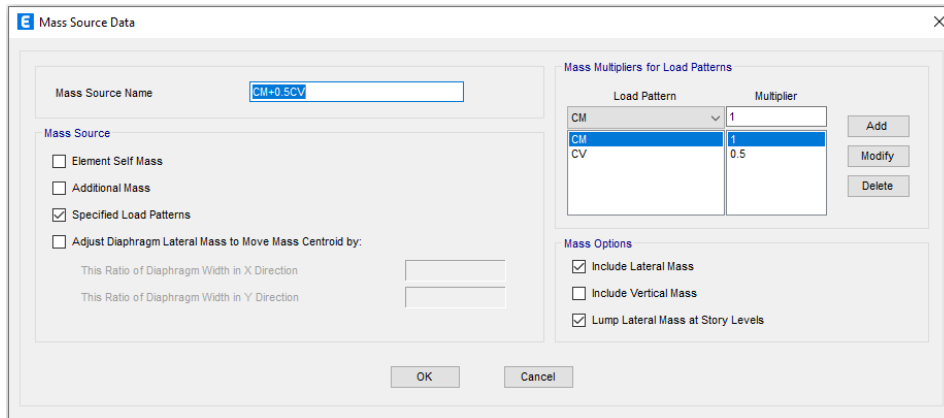 E Mass Source Data
Mass Source Name CM+0.5CV
Mass Source
Element Self Mass
Additional Mass
Specified Load Patterns
Adjust Diaphragm Lateral Mass to Move Mass Centroid by:
This Ratio of Diaphragm Width in X Direction
This Ratio of Diaphragm Width in Y Direction
Mass Multipliers for Load Patterns
Load Pattern Multiplier
CM 1
CM 1
CV 0.5
Add
Modify
Delete
Mass Options
Include Lateral Mass
Include Vertical Mass
Lump Lateral Mass at Story Levels
OK Cancel